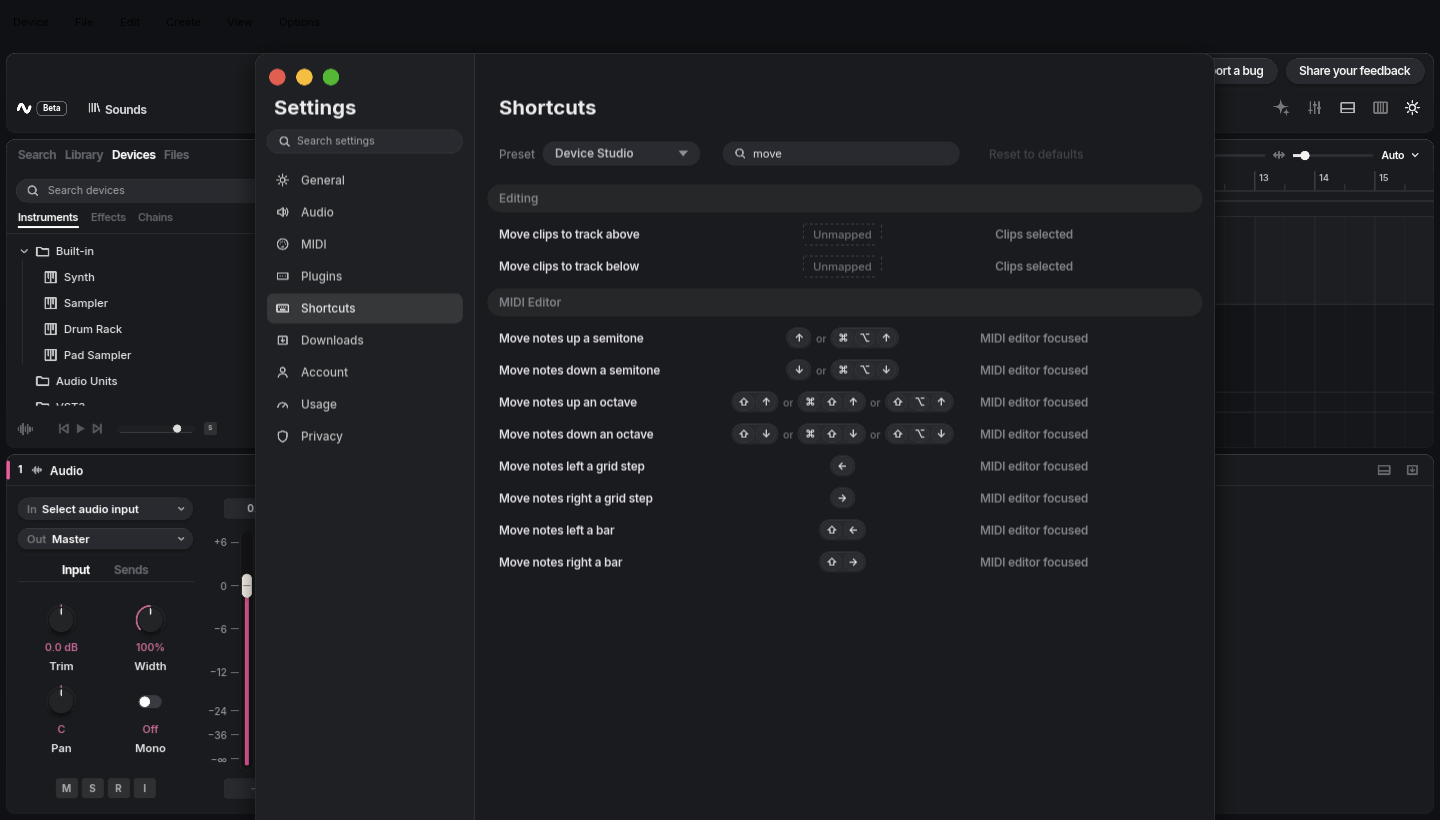 Device File Edit Create View Options
ort a bug Share your feedback
Beta Sounds
Search Library Devices Files
Search devices
Instruments Effects Chains
Built-in
Synth
Sampler
Drum Rack
Pad Sampler
Audio Units
VST3
S
Settings
Search settings
General
Audio
MIDI
Plugins
Shortcuts
Downloads
Account
Usage
Privacy
Shortcuts
Preset Device Studio move Reset to defaults
Editing
Move clips to track above Unmapped Clips selected
Move clips to track below Unmapped Clips selected
MIDI Editor
Move notes up a semitone ↑ or ⌘ ⌥ ↑ MIDI editor focused
Move notes down a semitone ↓ or ⌘ ⌥ ↓ MIDI editor focused
Move notes up an octave ⇧ ↑ or ⌘ ⇧ ↑ or ⇧ ⌥ ↑ MIDI editor focused
Move notes down an octave ⇧ ↓ or ⌘ ⇧ ↓ or ⇧ ⌥ ↓ MIDI editor focused
Move notes left a grid step ← MIDI editor focused
Move notes right a grid step → MIDI editor focused
Move notes left a bar ⇧ ← MIDI editor focused
Move notes right a bar ⇧ → MIDI editor focused
Auto
13 14 15
1 Audio
In Select audio input
0.
Out Master
Input Sends
0.0 dB 100%
Trim Width
C Off
Pan Mono
M S R I
+6
0
−6
−12
−24
−36
−∞